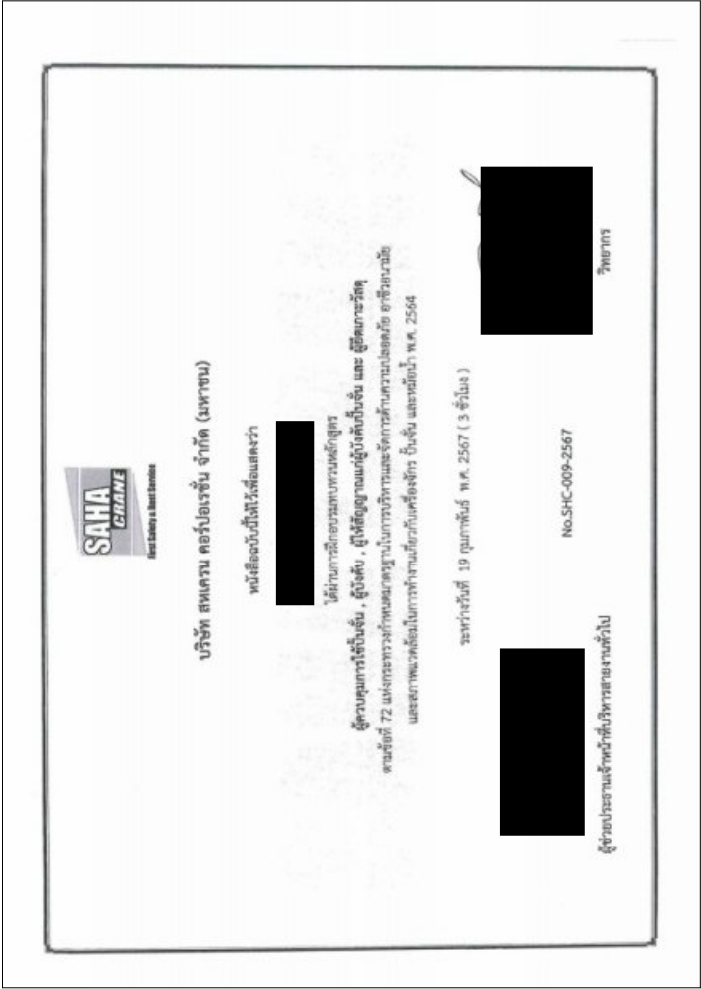 SAHA
CRANE
First Safety & Best Service
บริษัท สหเครน คอร์ปอเรชั่น จำกัด (มหาชน)
หนังสือฉบับนี้ให้ไว้เพื่อแสดงว่า
ได้ผ่านการฝึกอบรมทบทวนหลักสูตร
ผู้ควบคุมการใช้ปั้นจั่น , ผู้บังคับ , ผู้ให้สัญญาณแก่ผู้บังคับปั้นจั่น และ ผู้ยึดเกาะวัสดุ
ตามข้อที่ 72 แห่งกระทรวงกำหนดมาตรฐานในการบริหารและจัดการด้านความปลอดภัย อาชีวอนามัย
และสภาพแวดล้อมในการทำงานเกี่ยวกับเครื่องจักร ปั้นจั่น และหม้อน้ำ พ.ศ. 2564
ระหว่างวันที่ 19 กุมภาพันธ์ พ.ศ. 2567 ( 3 ชั่วโมง )
No.SHC-009-2567
ผู้ช่วยประธานเจ้าหน้าที่บริหารสายงานทั่วไป
วิทยากร